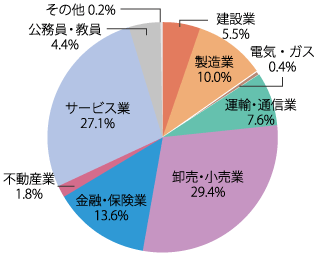 その他 0.2%
公務員・教員
4.4%
建設業
5.5%
製造業
10.0%
電気・ガス
0.4%
運輸・通信業
7.6%
サービス業
27.1%
卸売・小売業
29.4%
不動産業
1.8%
金融・保険業
13.6%